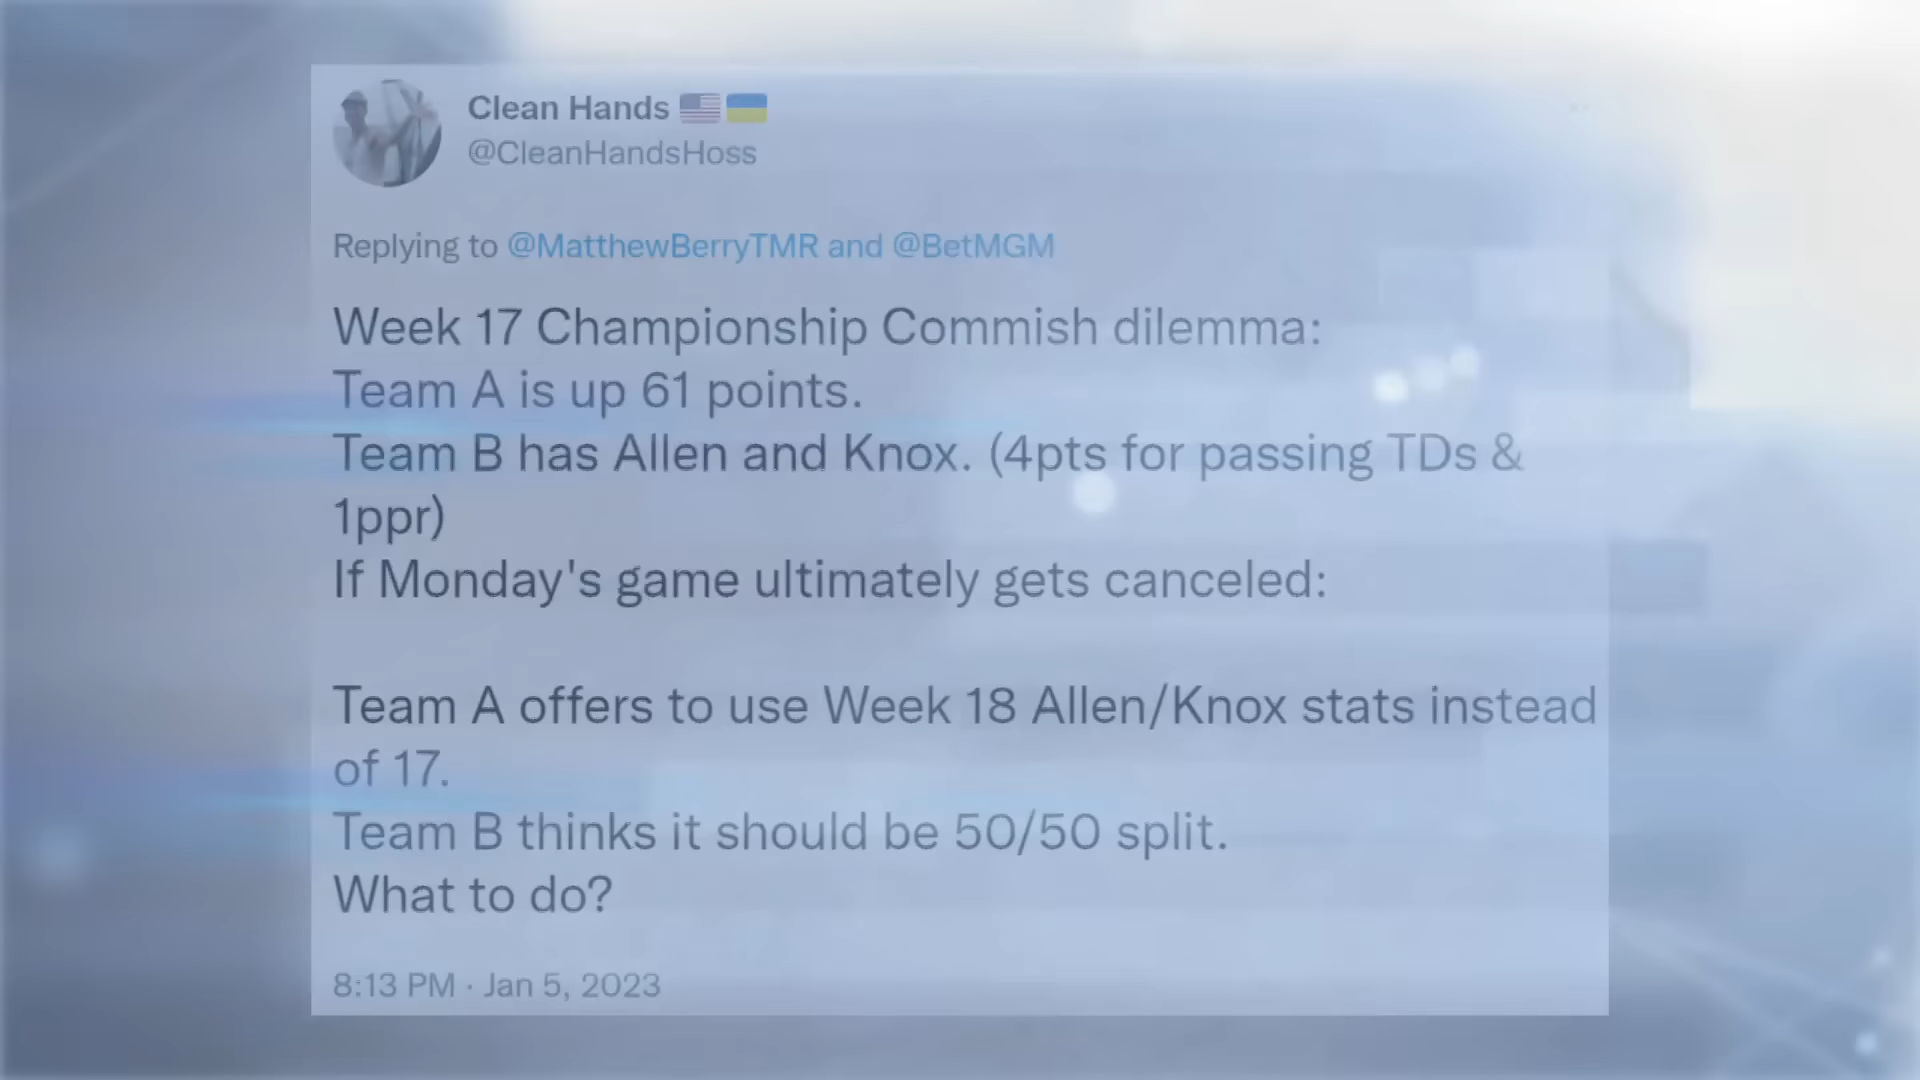 Clean Hands 🇺🇸🇺🇦
@CleanHandsHoss
Replying to @MatthewBerryTMR and @BetMGM
Week 17 Championship Commish dilemma:
Team A is up 61 points.
Team B has Allen and Knox. (4pts for passing TDs &
1ppr)
If Monday's game ultimately gets canceled:
Team A offers to use Week 18 Allen/Knox stats instead
of 17.
Team B thinks it should be 50/50 split.
What to do?
8:13 PM · Jan 5, 2023